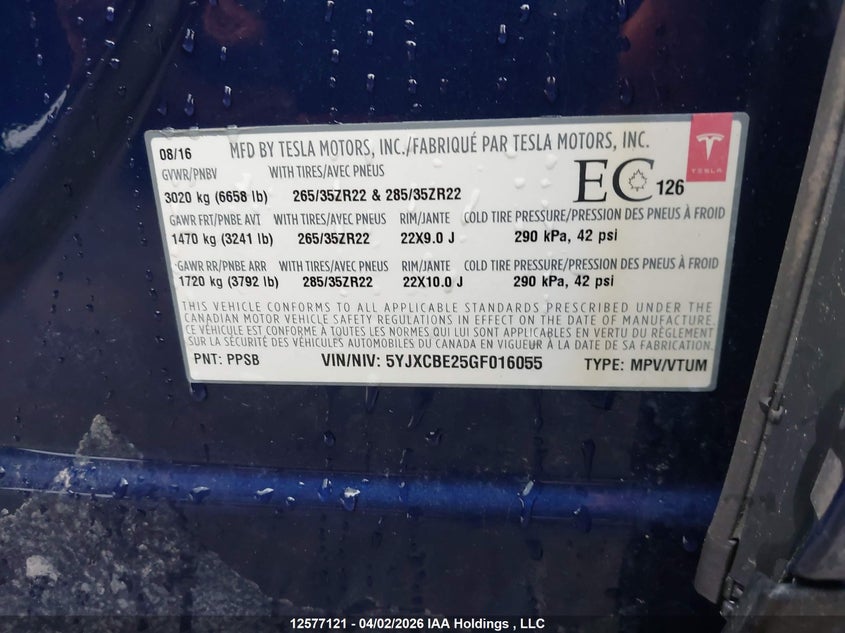 08/16 MFD BY TESLA MOTORS, INC./FABRIQUÉ PAR TESLA MOTORS, INC.
GVWR/PNBV WITH TIRES/AVEC PNEUS
3020 kg (6658 lb) 265/35ZR22 & 285/35ZR22
EC 126
TESLA
GAWR FRT/PNBE AVT WITH TIRES/AVEC PNEUS RIM/JANTE COLD TIRE PRESSURE/PRESSION DES PNEUS À FROID
1470 kg (3241 lb) 265/35ZR22 22X9.0 J 290 kPa, 42 psi
GAWR RR/PNBE ARR WITH TIRES/AVEC PNEUS RIM/JANTE COLD TIRE PRESSURE/PRESSION DES PNEUS À FROID
1720 kg (3792 lb) 285/35ZR22 22X10.0 J 290 kPa, 42 psi
THIS VEHICLE CONFORMS TO ALL APPLICABLE STANDARDS PRESCRIBED UNDER THE
CANADIAN MOTOR VEHICLE SAFETY REGULATIONS IN EFFECT ON THE DATE OF MANUFACTURE.
CE VÉHICULE EST CONFORME À TOUTES LES NORMES QUI LUI SONT APPLICABLES EN VERTU DU RÉGLEMENT
SUR LA SÉCURITÉ DES VÉHICULES AUTOMOBILES DU CANADA EN VIGUEUR À LA DATE DE SA FABRICATION.
PNT: PPSB VIN/NIV: 5YJXCBE25GF016055 TYPE: MPV/VTUM
12577121 - 04/02/2026 IAA Holdings , LLC